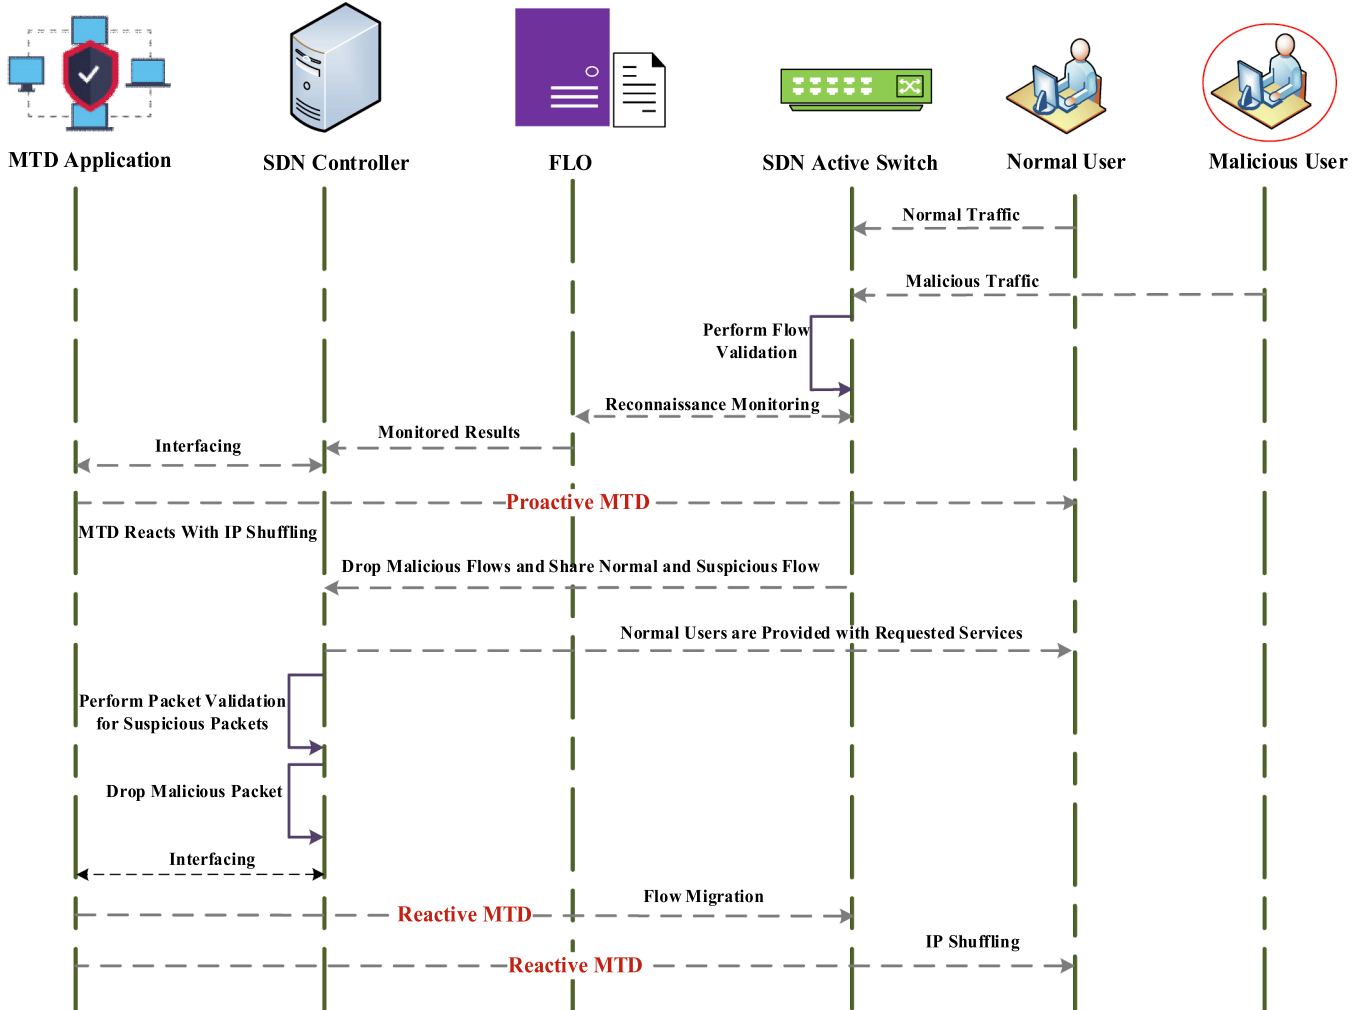 MTD Application
SDN Controller
FLO
SDN Active Switch
Normal User
Malicious User
Normal Traffic
Malicious Traffic
Perform Flow
Validation
Reconnaissance Monitoring
Monitored Results
Interfacing
Proactive MTD
MTD Reacts With IP Shuffling
Drop Malicious Flows and Share Normal and Suspicious Flow
Normal Users are Provided with Requested Services
Perform Packet Validation
for Suspicious Packets
Drop Malicious Packet
Interfacing
Flow Migration
Reactive MTD
IP Shuffling
Reactive MTD